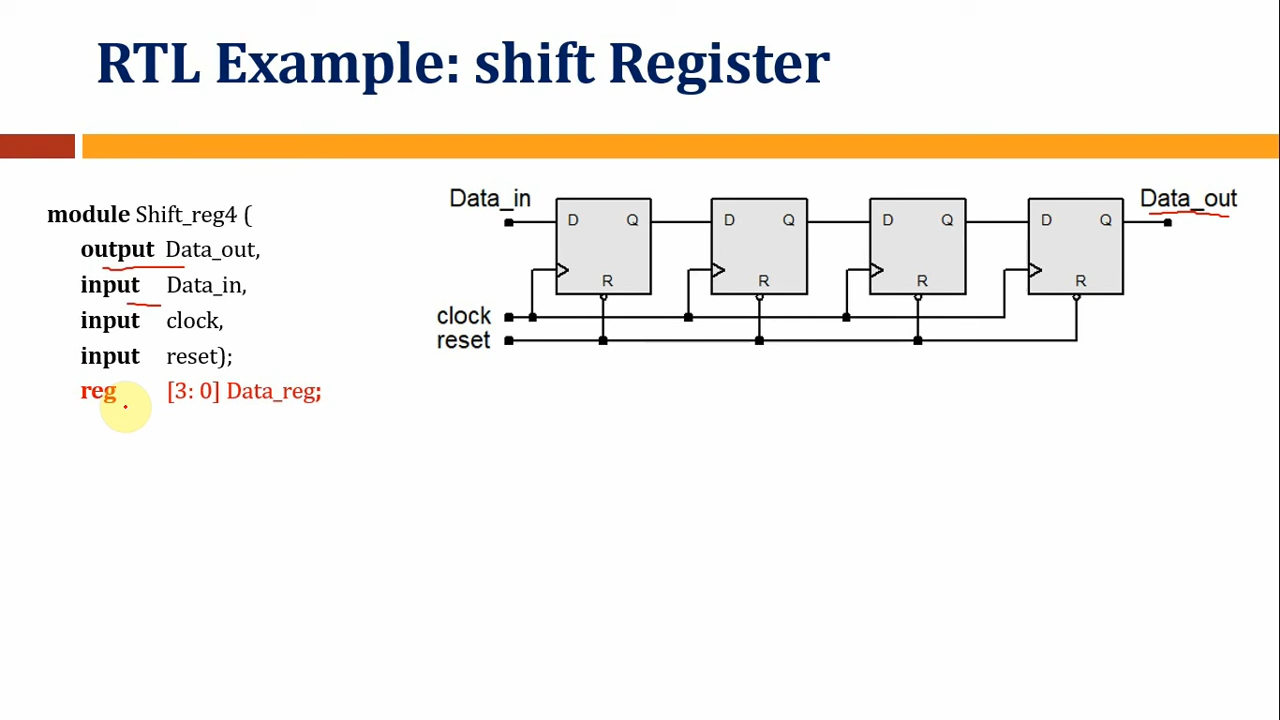 RTL Example: shift Register
module Shift_reg4 (
output Data_out,
input Data_in,
input clock,
input reset);
reg [3: 0] Data_reg;
Data_in
D Q D Q D Q D Q
R R R R
Data_out
clock
reset